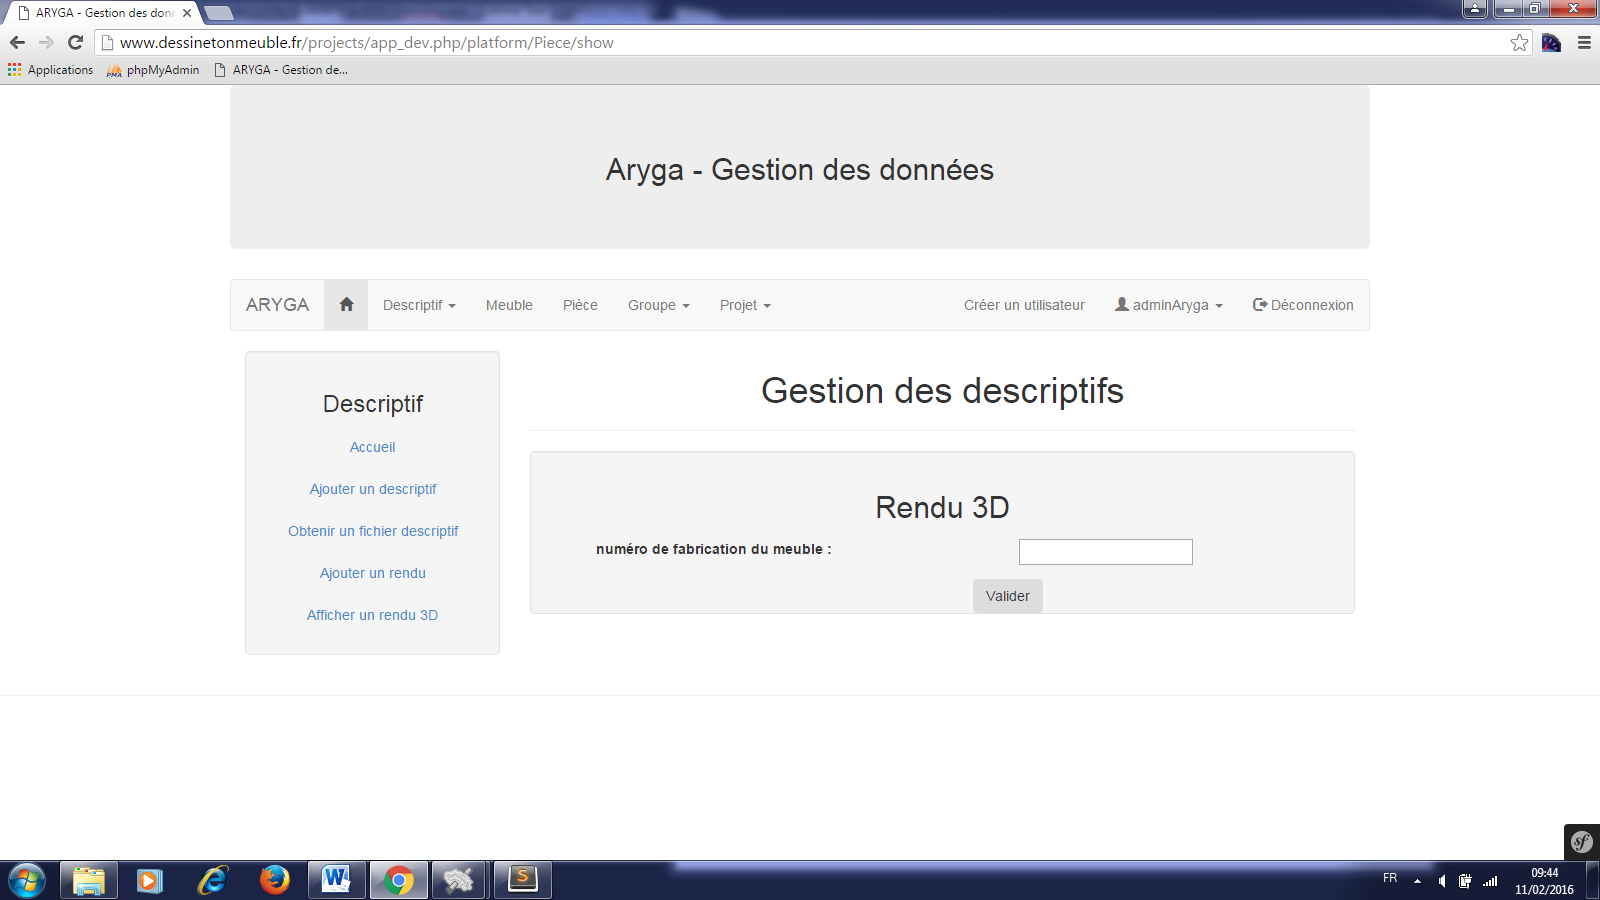 ARYGA - Gestion des don
www.dessinetonmeuble.fr/projects/app_dev.php/platform/Piece/show
Applications phpMyAdmin ARYGA - Gestion de...
Aryga - Gestion des données
ARYGA Descriptif Meuble Pièce Groupe Projet Créer un utilisateur adminAryga Déconnexion
Descriptif
Accueil
Ajouter un descriptif
Obtenir un fichier descriptif
Ajouter un rendu
Afficher un rendu 3D
Gestion des descriptifs
Rendu 3D
numéro de fabrication du meuble :
Valider
sf
FR
09:44
11/02/2016